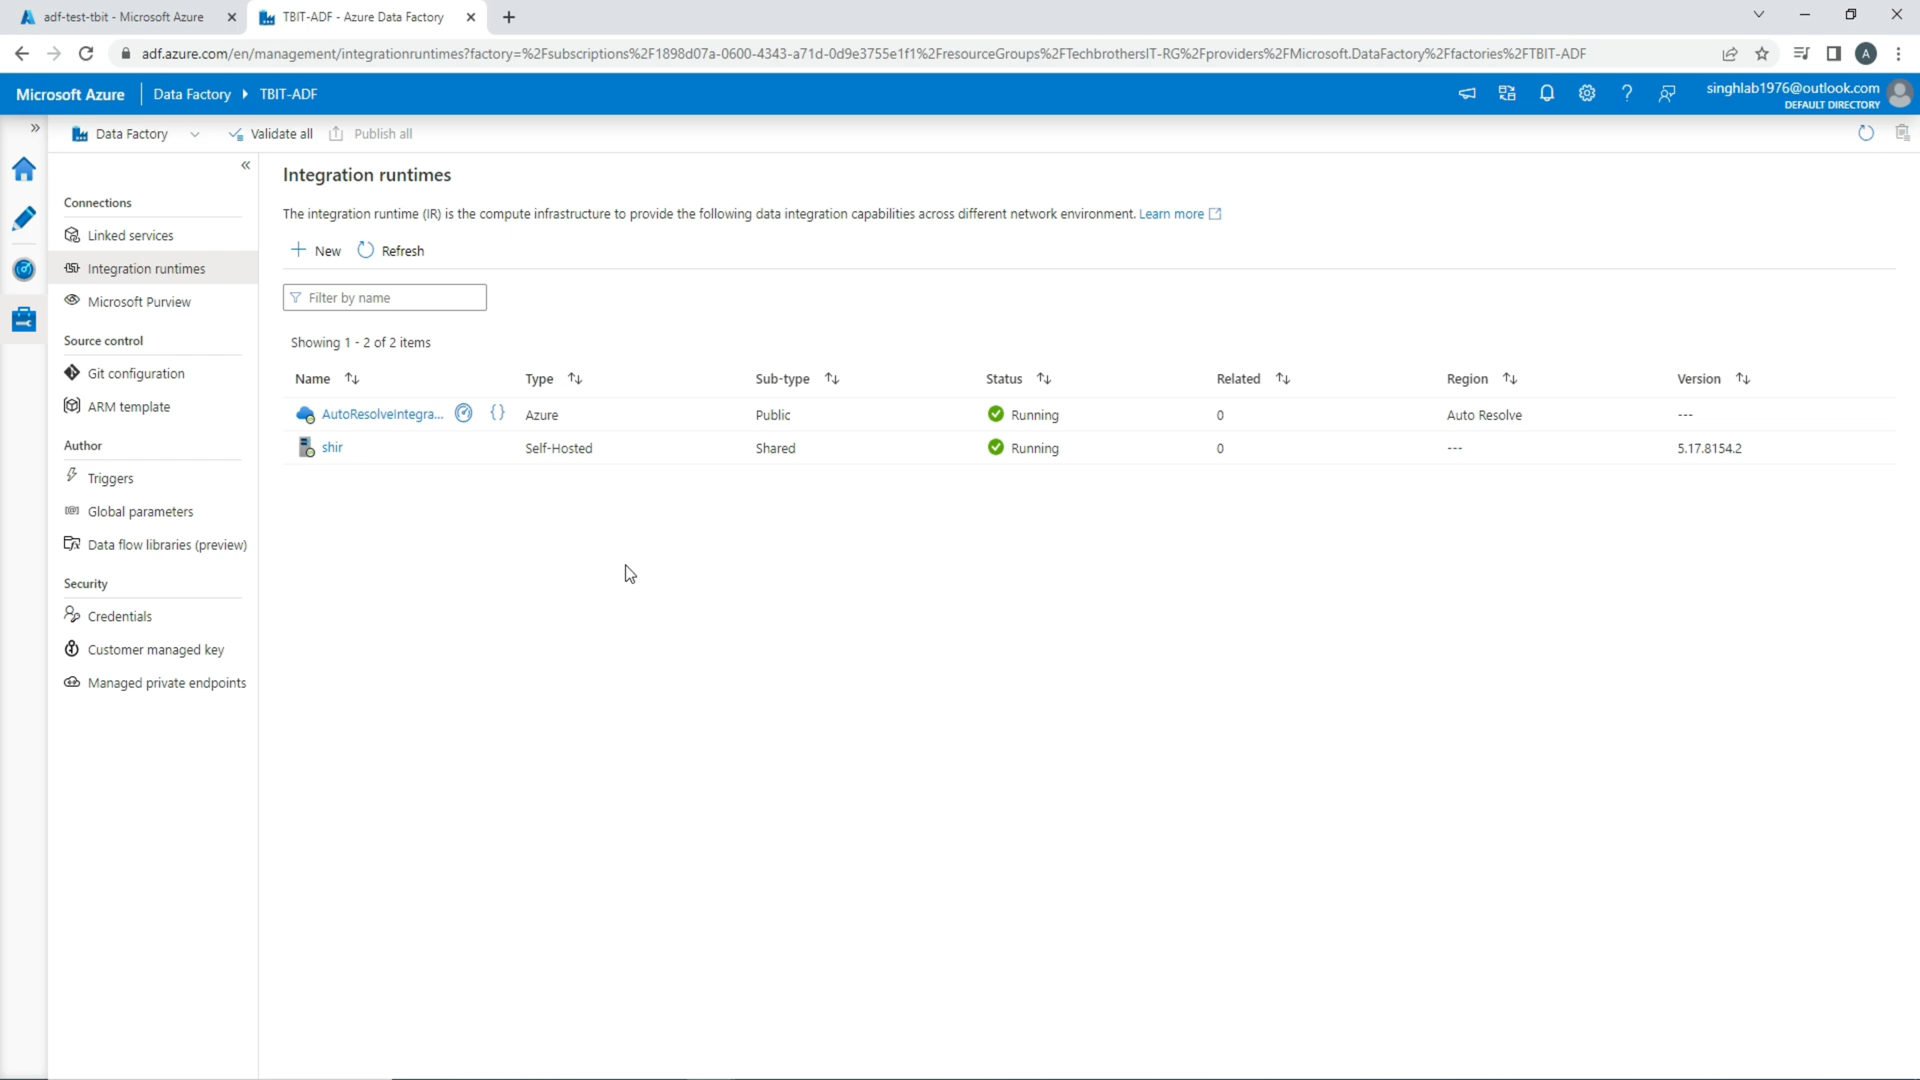 adf-test-tbit - Microsoft Azure
TBIT-ADF - Azure Data Factory
adf.azure.com/en/management/integrationruntimes?factory=%2Fsubscriptions%2F1898d07a-0600-4343-a71d-0d9e3755e1f1%2FresourceGroups%2FTechbrothersIT-RG%2Fproviders%2FMicrosoft.DataFactory%2Ffactories%2FTBIT-ADF
A
Microsoft Azure
Data Factory
TBIT-ADF
singhlab1976@outlook.com
DEFAULT DIRECTORY
Data Factory
Validate all
Publish all
Connections
Linked services
Integration runtimes
Microsoft Purview
Source control
Git configuration
ARM template
Author
Triggers
Global parameters
Data flow libraries (preview)
Security
Credentials
Customer managed key
Managed private endpoints
Integration runtimes
The integration runtime (IR) is the compute infrastructure to provide the following data integration capabilities across different network environment. Learn more
New Refresh
Filter by name
Showing 1 - 2 of 2 items
Name Type Sub-type Status Related Region Version
AutoResolveIntegra... {} Azure Public Running 0 Auto Resolve ---
shir Self-Hosted Shared Running 0 --- 5.17.8154.2